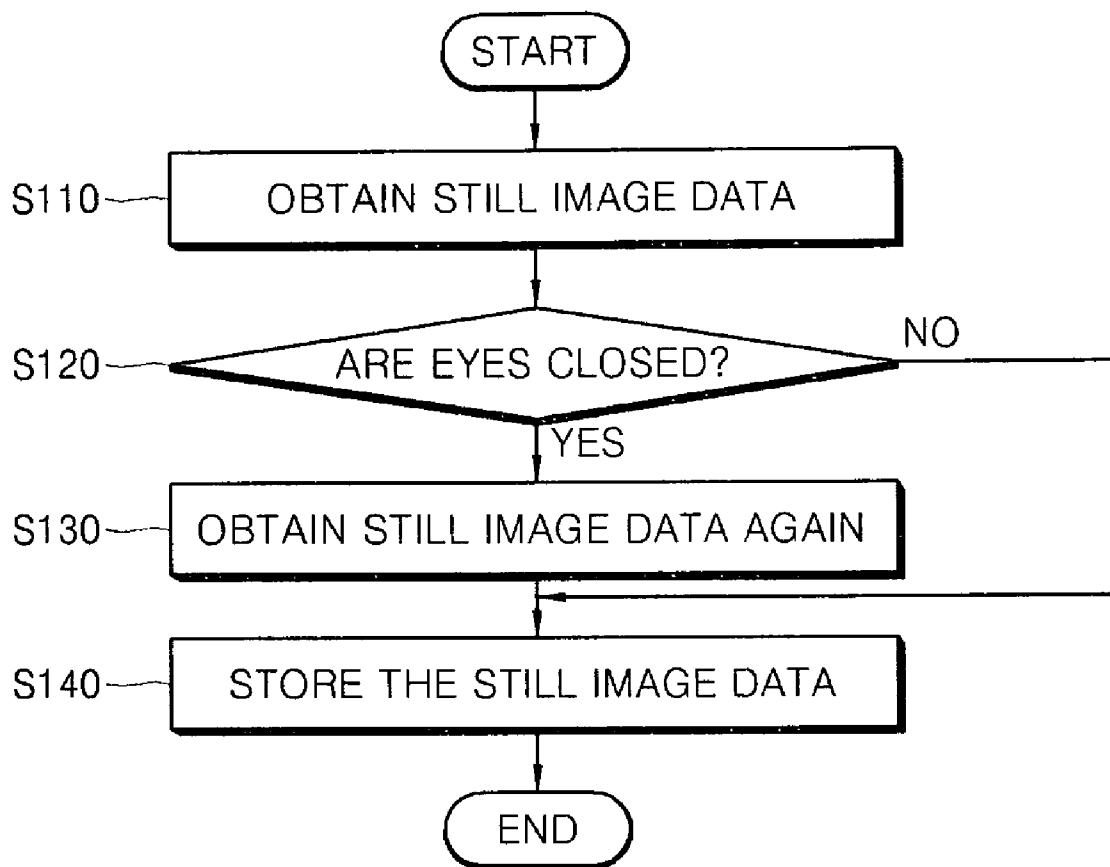 START
S110
OBTAIN STILL IMAGE DATA
S120
ARE EYES CLOSED?
NO
YES
S130
OBTAIN STILL IMAGE DATA AGAIN
S140
STORE THE STILL IMAGE DATA
END